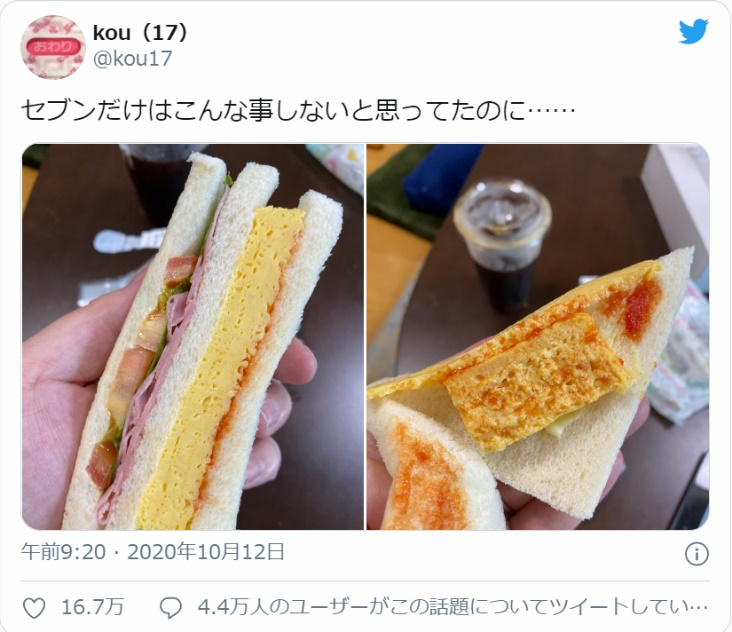 kou（17）
@kou17
おわり
セブンだけはこんな事しないと思ってたのに……
午前9:20 · 2020年10月12日
16.7万
4.4万人のユーザーがこの話題についてツイートしてい…